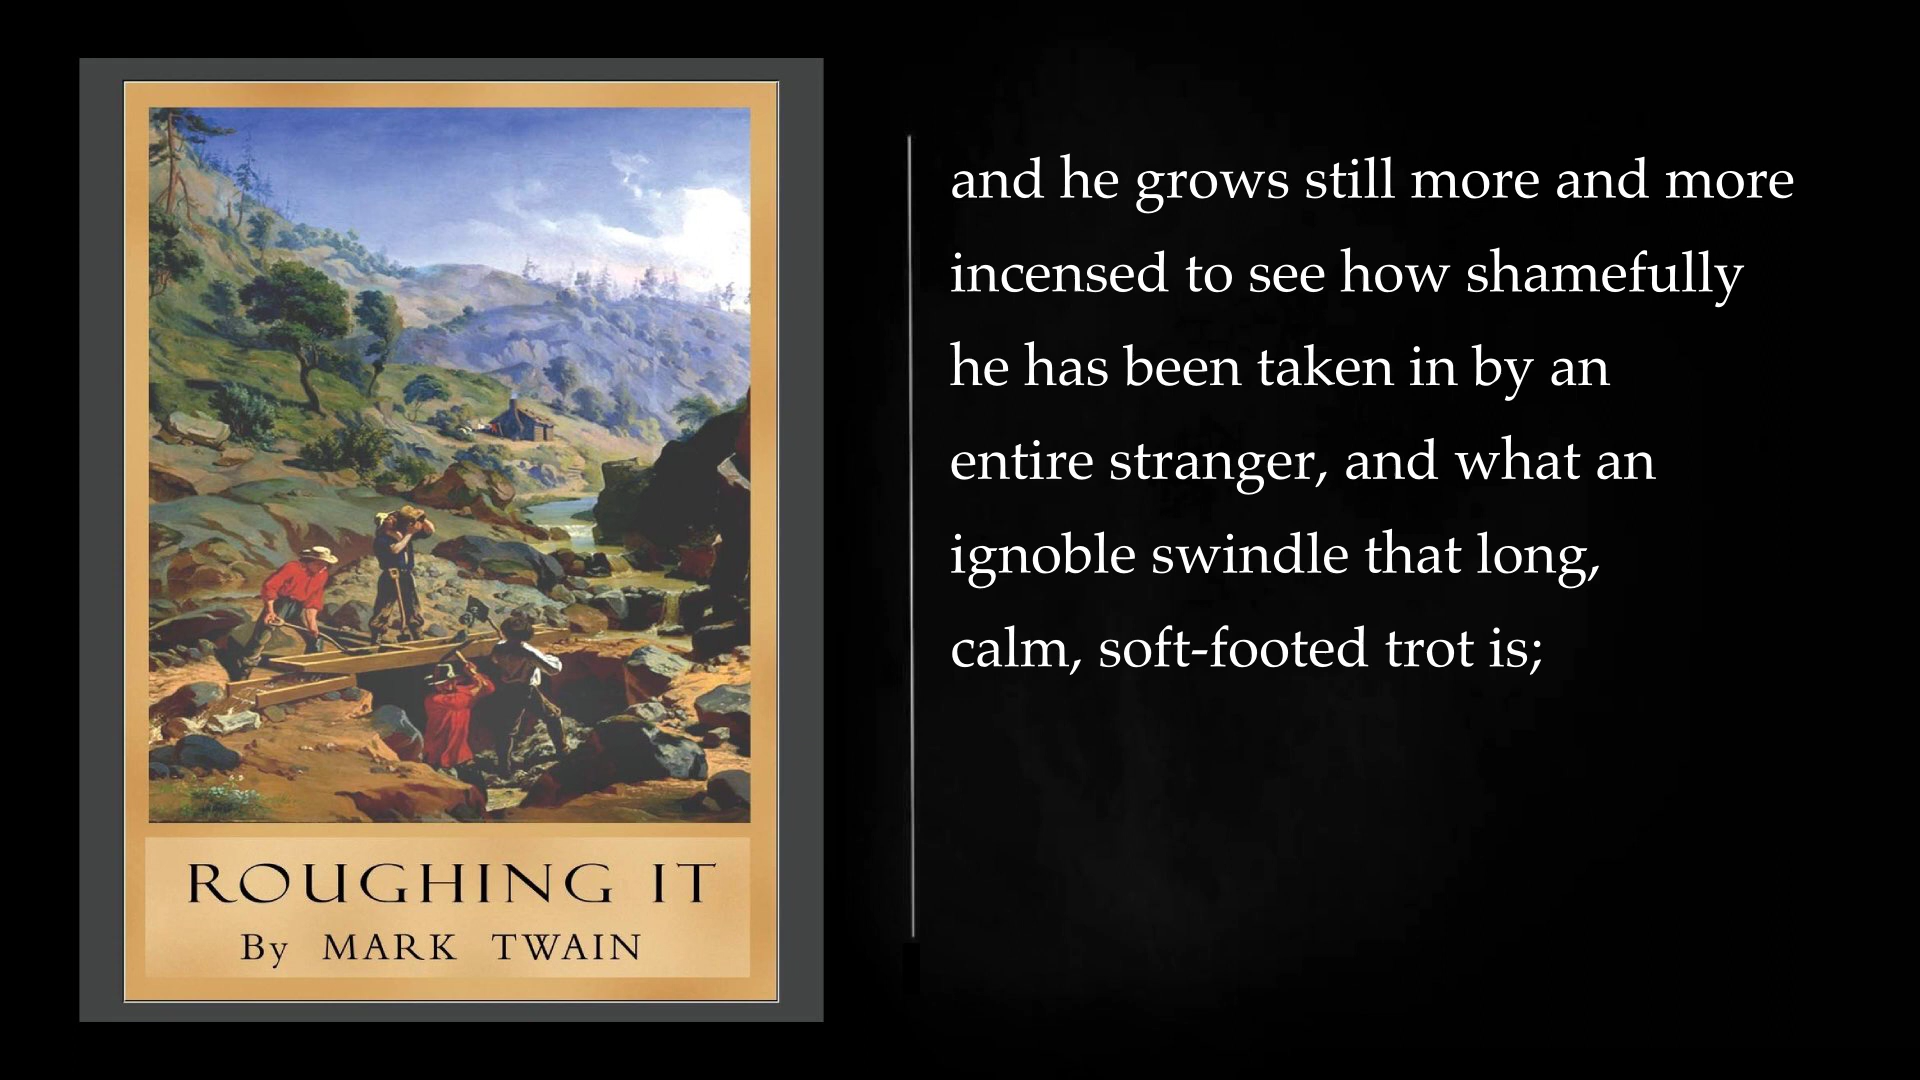 ROUGHING IT
By MARK TWAIN
and he grows still more and more
incensed to see how shamefully
he has been taken in by an
entire stranger, and what an
ignoble swindle that long,
calm, soft-footed trot is;